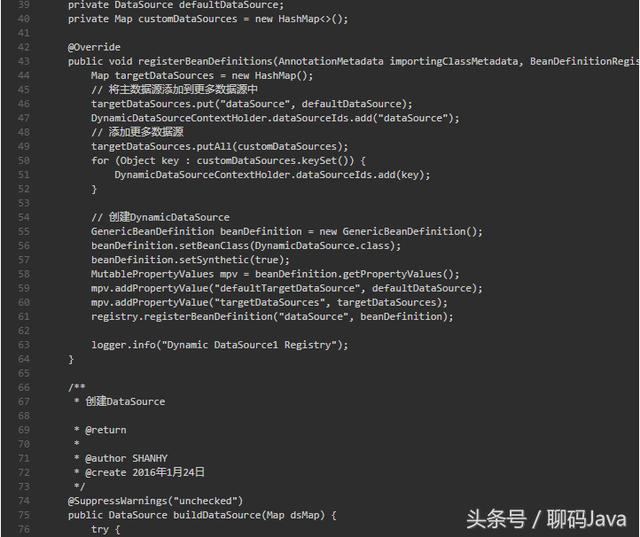 39 private DataSource defaultDataSource;
40 private Map customDataSources = new HashMap<>();
41
42 @Override
43 public void registerBeanDefinitions(AnnotationMetadata importingClassMetadata, BeanDefinitionRegis
44 Map targetDataSources = new HashMap();
45 // 将主数据源添加到更多数据源中
46 targetDataSources.put("dataSource", defaultDataSource);
47 DynamicDataSourceContextHolder.dataSourceIds.add("dataSource");
48 // 添加更多数据源
49 targetDataSources.putAll(customDataSources);
50 for (Object key : customDataSources.keySet()) {
51 DynamicDataSourceContextHolder.dataSourceIds.add(key);
52 }
53
54 // 创建DynamicDataSource
55 GenericBeanDefinition beanDefinition = new GenericBeanDefinition();
56 beanDefinition.setBeanClass(DynamicDataSource.class);
57 beanDefinition.setSynthetic(true);
58 MutablePropertyValues mpv = beanDefinition.getPropertyValues();
59 mpv.addPropertyValue("defaultTargetDataSource", defaultDataSource);
60 mpv.addPropertyValue("targetDataSources", targetDataSources);
61 registry.registerBeanDefinition("dataSource", beanDefinition);
62
63 logger.info("Dynamic DataSource1 Registry");
64 }
65
66 /**
67 * 创建DataSource
68
69 * @return
70 *
71 * @author SHANHY
72 * @create 2016年1月24日
73 */
74 @SuppressWarnings("unchecked")
75 public DataSource buildDataSource(Map dsMap) {
76 try {
头条号 / 聊码Java